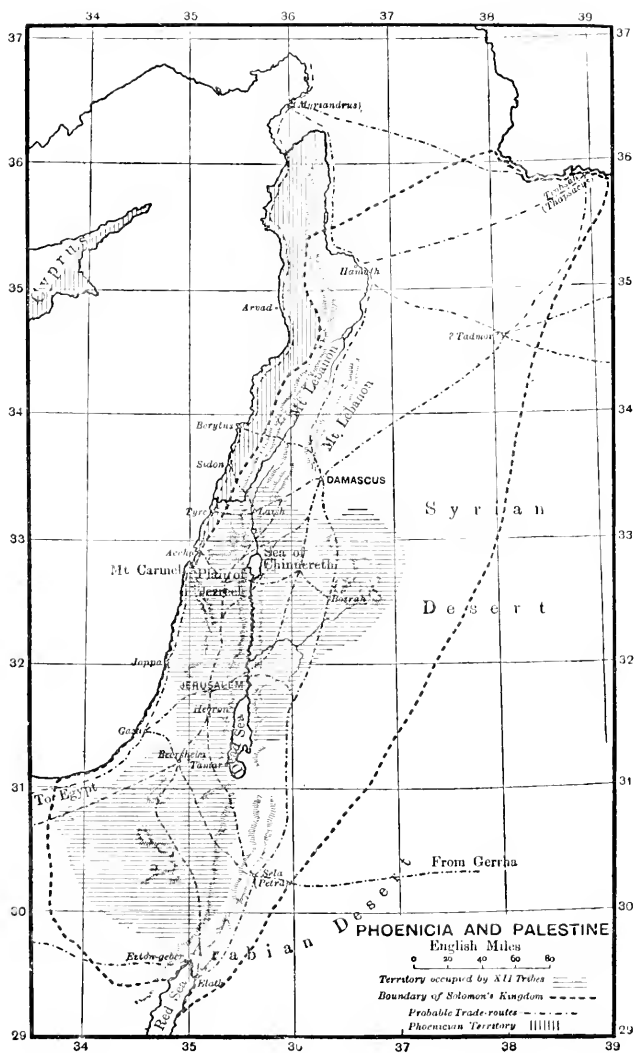 34 35 36 37 38 39
37 37
(Myriandrus)
36 36
Tiphsah
(Thapsacus)
Cyprus
Hamath
35 35
Arvad
? Tadmor
Mt Lebanon
Mt Lebanon
34 34
Berytus
Sidon
DAMASCUS
Tyre
Marsh
Syrian
33 33
Accho
Sea of
Chinnereth
Mt Carmel
Plain of
Jezreel
Bozrah
Desert
32 32
Joppa
JERUSALEM
Hebron
Gaza
Dead Sea
Beersheba
Tamar
31 31
To Egypt
Sela
Petra
From Gerrha
30 30
Arabian Desert
Ezion-geber
Elath
Red Sea
29 29
34 35 36 37 38 39
PHOENICIA AND PALESTINE
English Miles
0 20 40 60 80
Territory occupied by XII Tribes
Boundary of Solomon's Kingdom
Probable Trade-routes
Phoenician Territory